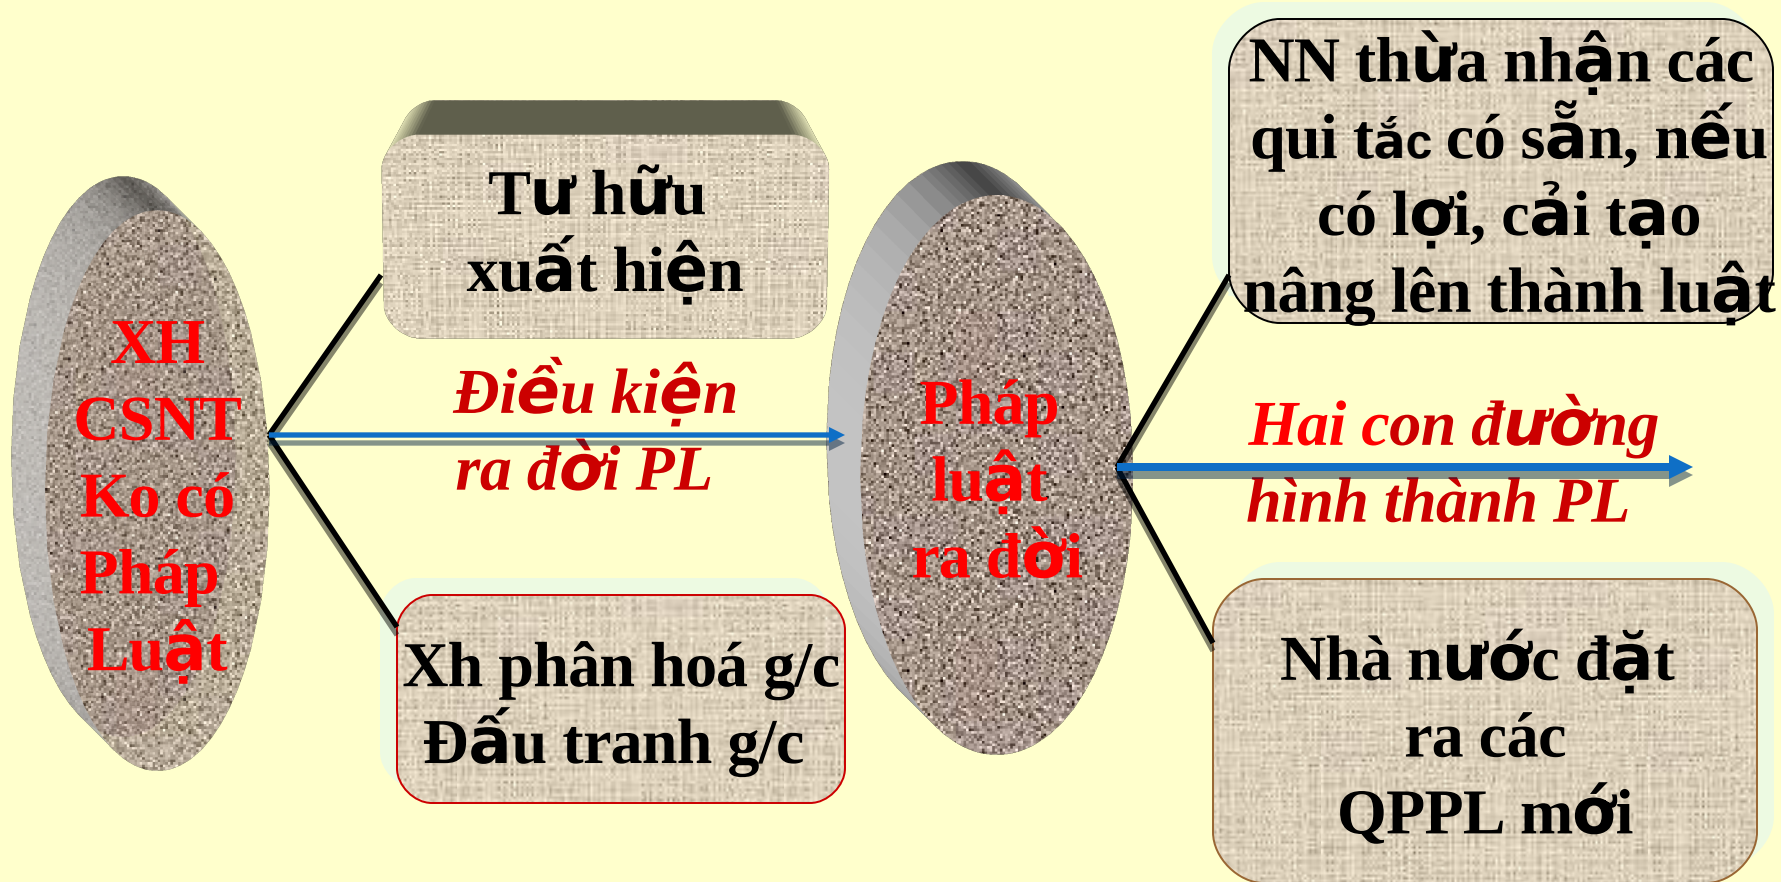 XH
CSNT
Ko có
Pháp
Luật
Tư hữu
xuất hiện
Điều kiện
ra đời PL
Xh phân hoá g/c
Đấu tranh g/c
Pháp
luật
ra đời
NN thừa nhận các
qui tắc có sẵn, nếu
có lợi, cải tạo
nâng lên thành luật
Hai con đường
hình thành PL
Nhà nước đặt
ra các
QPPL mới